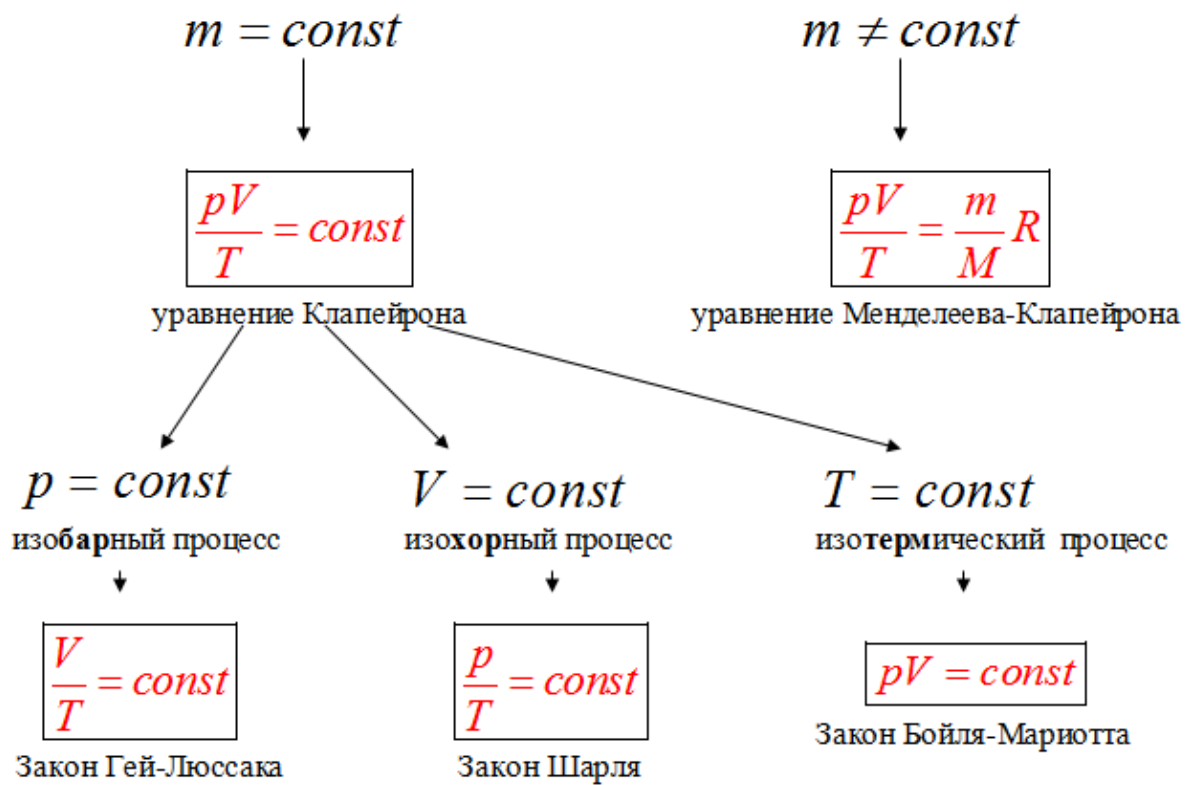 m = const
m ≠ const
pV/T = const
pV/T = m/M R
уравнение Клапейрона
уравнение Менделеева-Клапейрона
p = const
V = const
T = const
изобарный процесс
изохорный процесс
изотермический процесс
V/T = const
p/T = const
pV = const
Закон Гей-Люссака
Закон Шарля
Закон Бойля-Мариотта